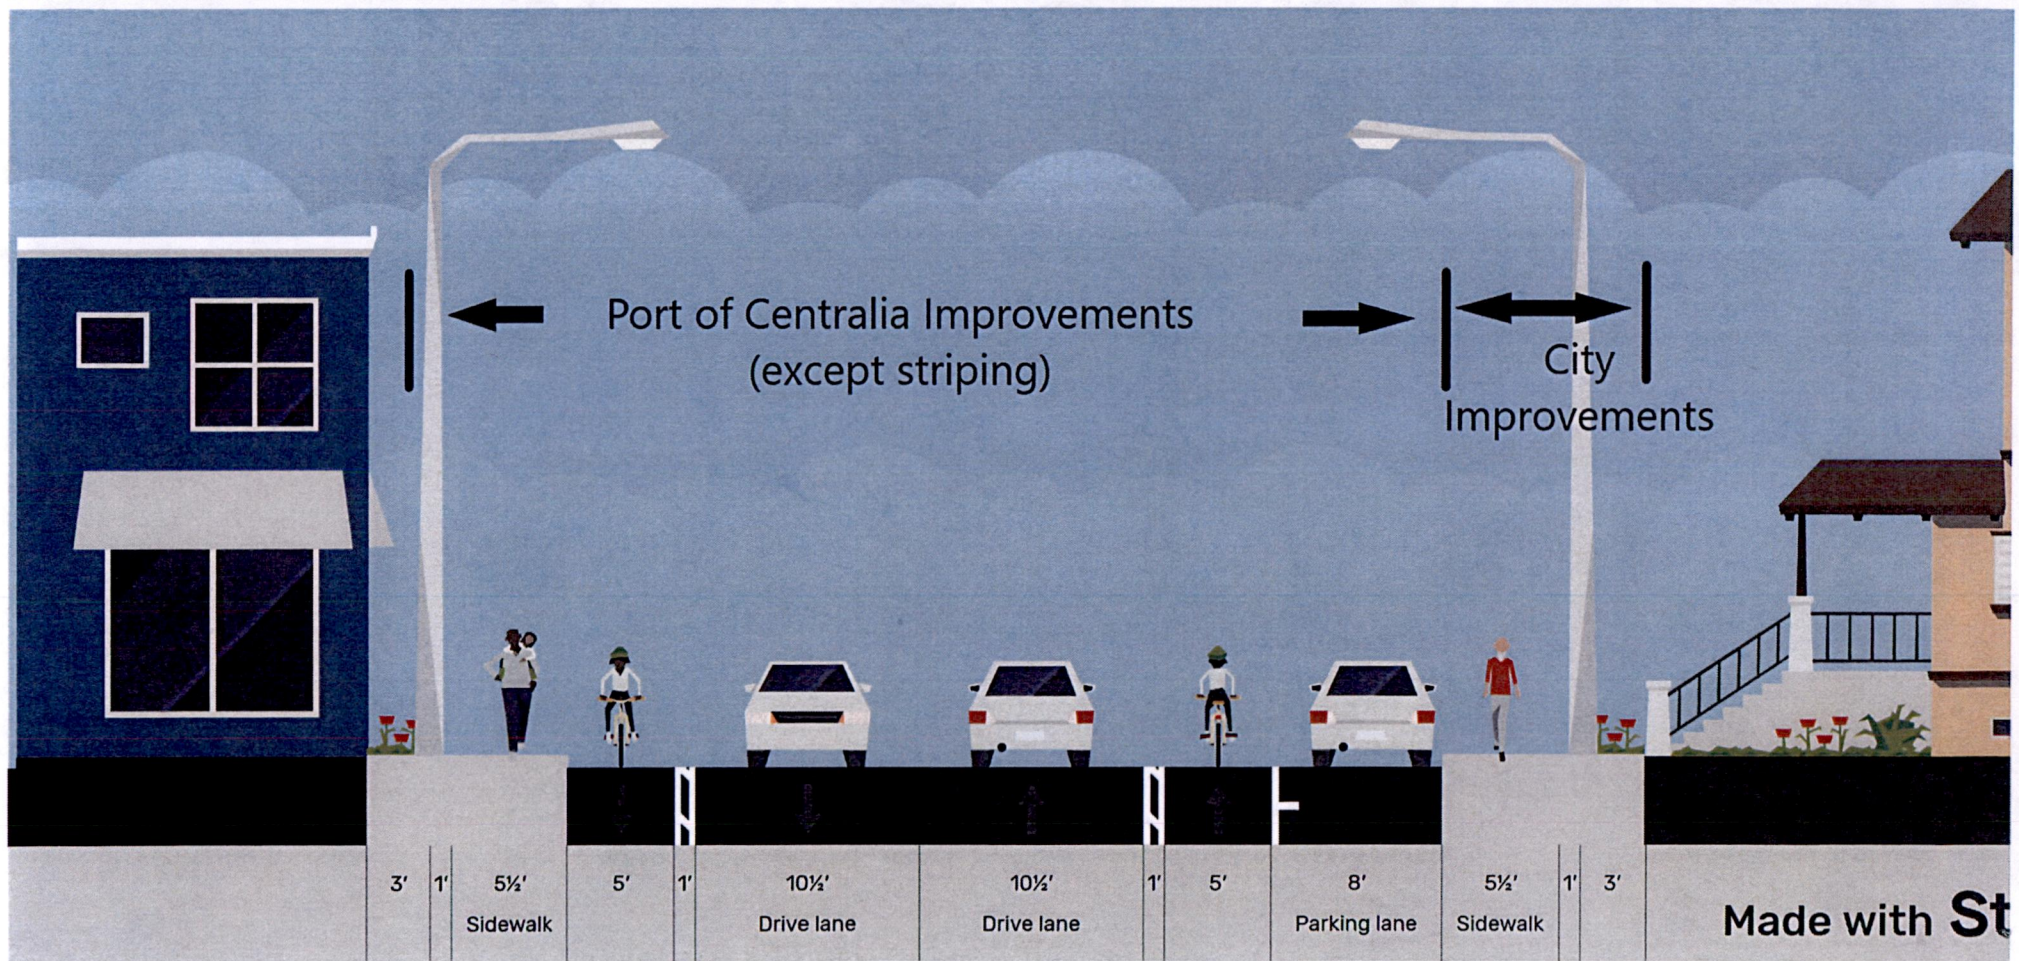 Port of Centralia Improvements
(except striping)
City
Improvements
3' 1' 5½' 5' 1' 10½' 10½' 1' 5' 8' 5½' 1' 3'
Sidewalk Drive lane Drive lane Parking lane Sidewalk
Made with St